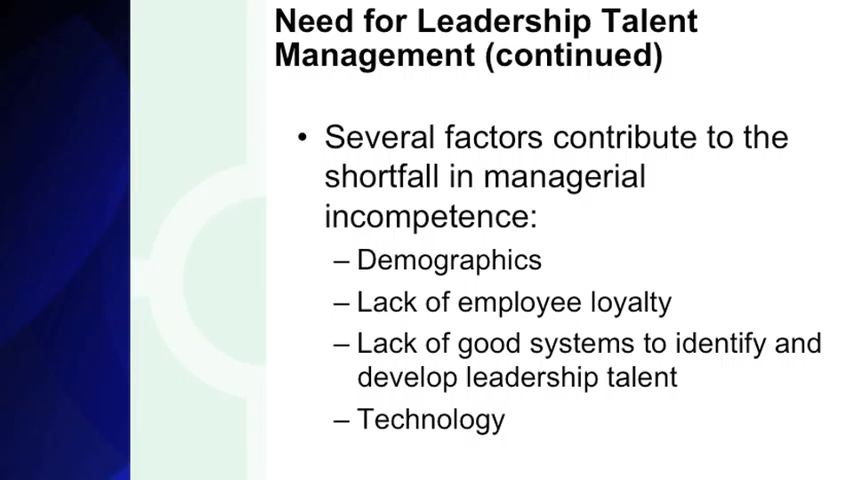 Need for Leadership Talent
Management (continued)
• Several factors contribute to the
shortfall in managerial
incompetence:
– Demographics
– Lack of employee loyalty
– Lack of good systems to identify and
develop leadership talent
– Technology